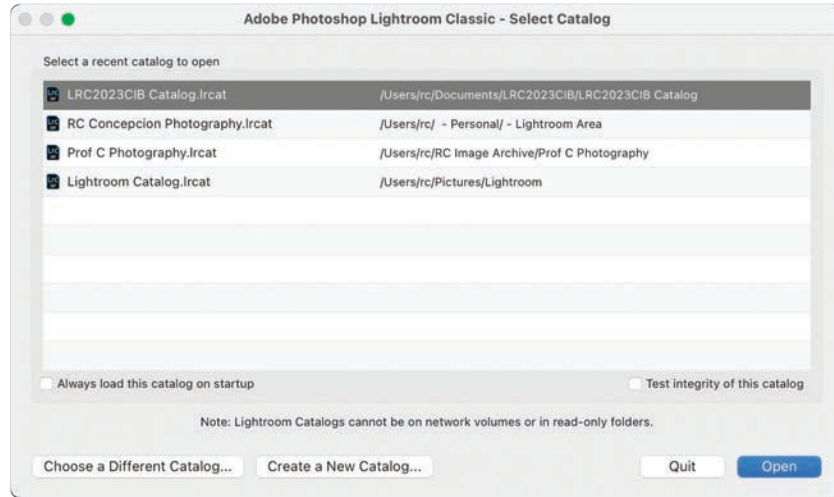 Adobe Photoshop Lightroom Classic - Select Catalog
Select a recent catalog to open
LRC2023CIB Catalog.lrcat /Users/rc/Documents/LRC2023CIB/LRC2023CIB Catalog
RC Concepcion Photography.lrcat /Users/rc/ - Personal/ - Lightroom Area
Prof C Photography.lrcat /Users/rc/RC Image Archive/Prof C Photography
Lightroom Catalog.lrcat /Users/rc/Pictures/Lightroom
Always load this catalog on startup Test integrity of this catalog
Note: Lightroom Catalogs cannot be on network volumes or in read-only folders.
Choose a Different Catalog... Create a New Catalog... Quit Open